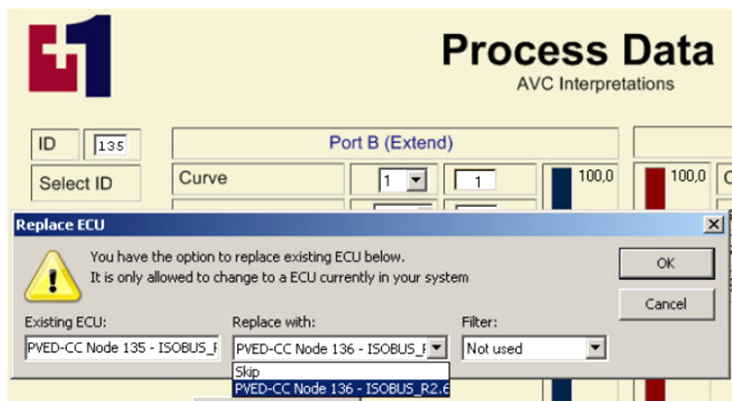 +1
Process Data
AVC Interpretations
ID
135
Port B (Extend)
Select ID
Curve
1
1
100,0
100,0
Replace ECU
You have the option to replace existing ECU below.
It is only allowed to change to a ECU currently in your system
OK
Cancel
Existing ECU:
Replace with:
Filter:
PVED-CC Node 135 - ISOBUS_F
PVED-CC Node 136 - ISOBUS_F
Not used
Skip
PVED-CC Node 136 - ISOBUS_R2.6